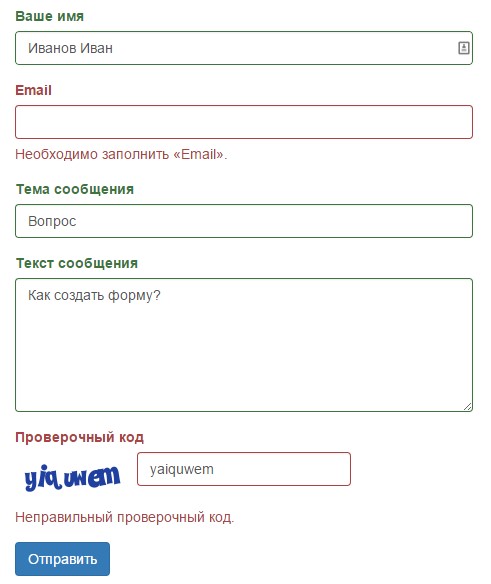 Ваше имя
Иванов Иван
Email
Необходимо заполнить «Email».
Тема сообщения
Вопрос
Текст сообщения
Как создать форму?
Проверочный код
yiquwem yaiquwem
Неправильный проверочный код.
Отправить